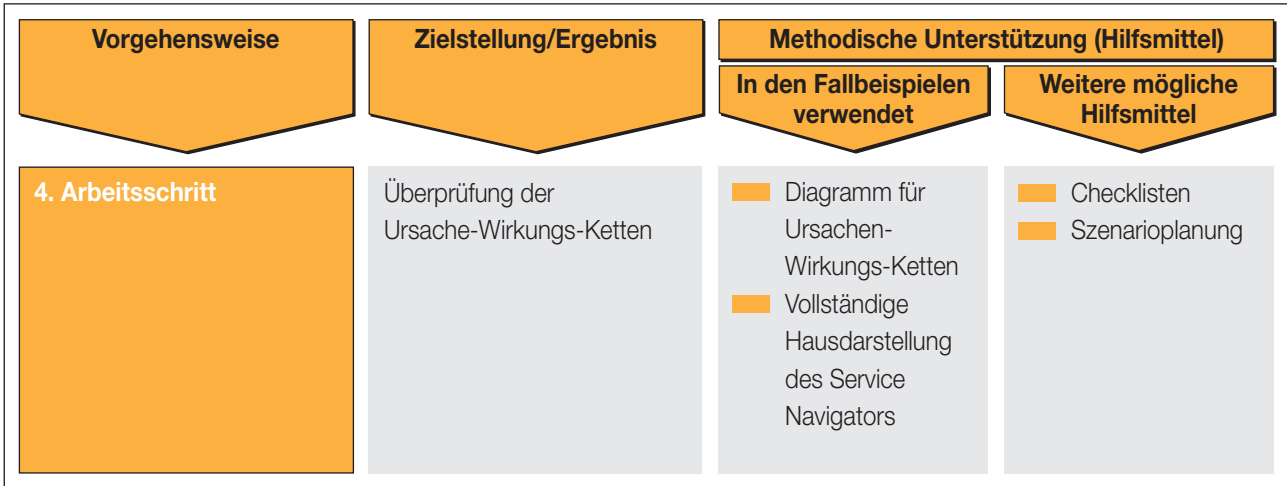 Vorgehensweise
Zielstellung/Ergebnis
Methodische Unterstützung (Hilfsmittel)
In den Fallbeispielen
verwendet
Weitere mögliche
Hilfsmittel
4. Arbeitsschritt
Überprüfung der
Ursache-Wirkungs-Ketten
Diagramm für
Ursachen-
Wirkungs-Ketten
Vollständige
Hausdarstellung
des Service
Navigators
Checklisten
Szenarioplanung